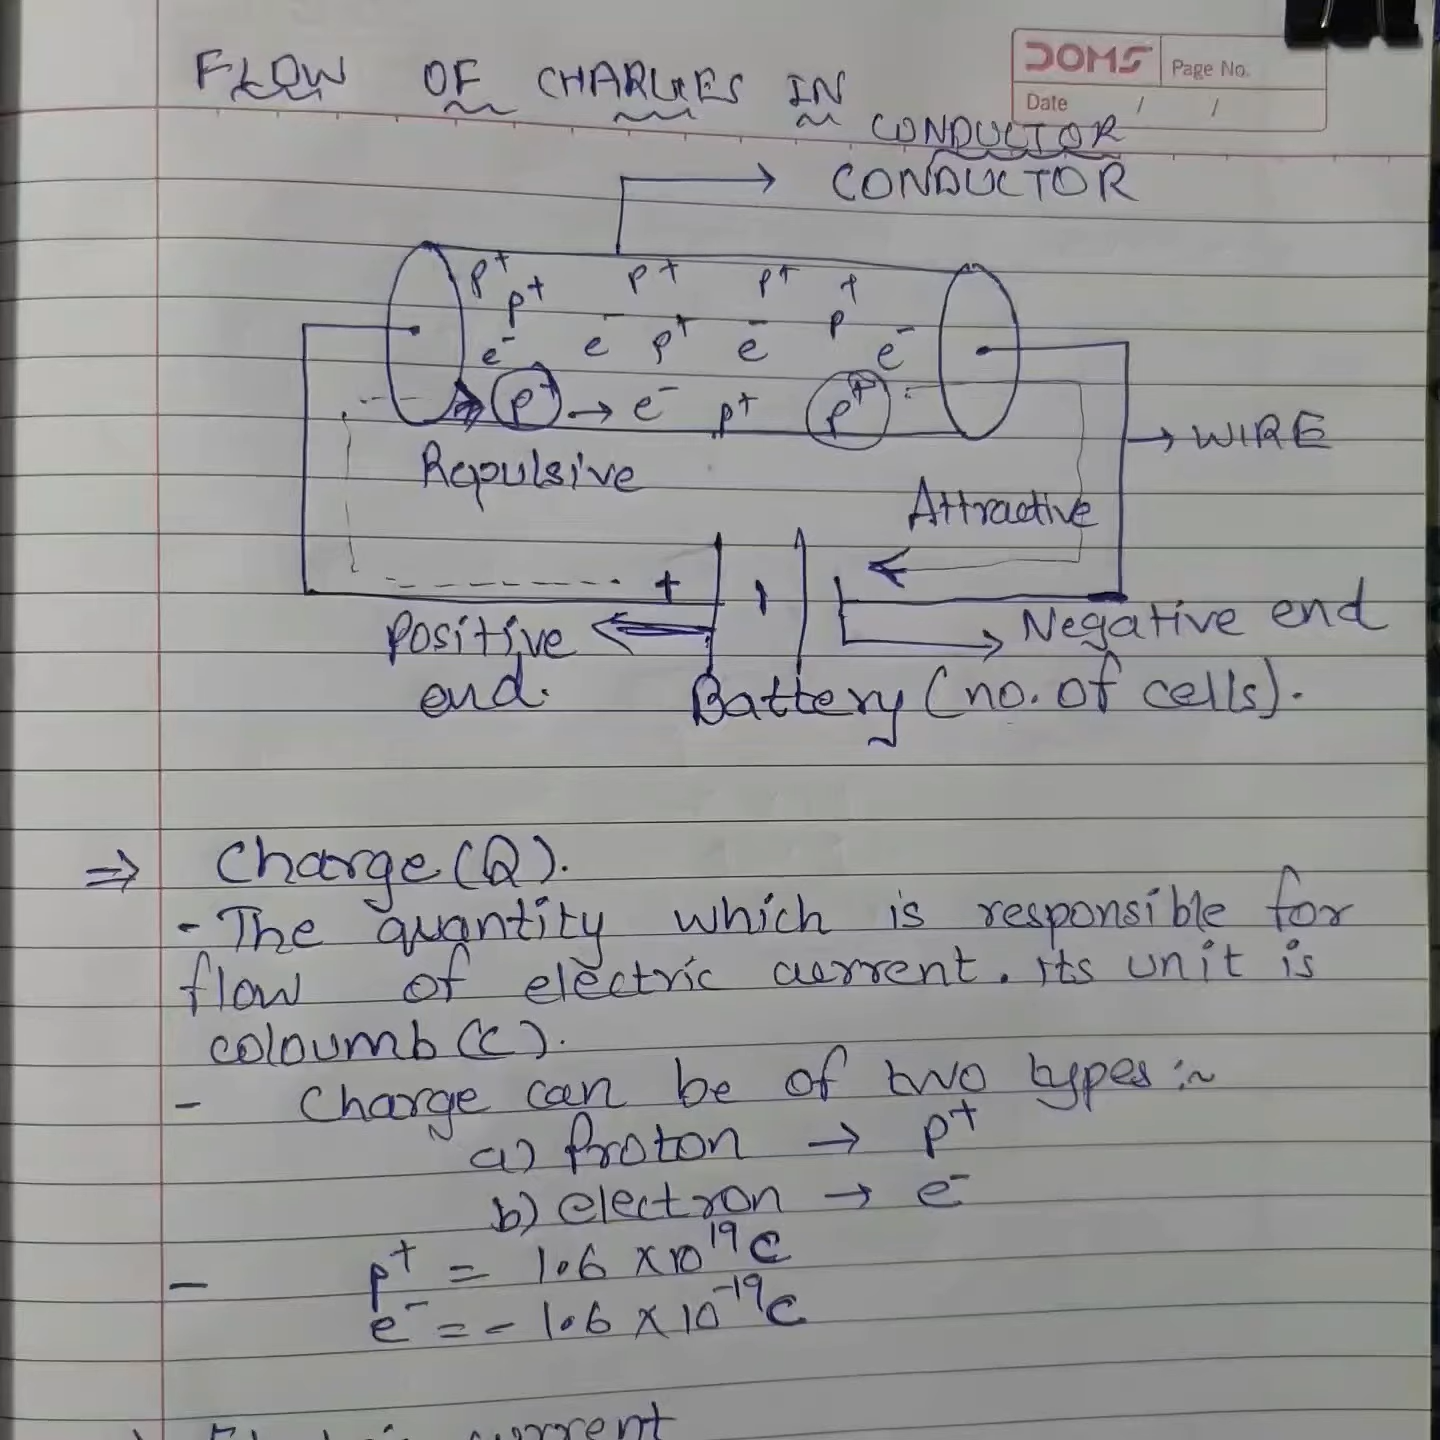 FLOW OF CHARGES IN
CONDUCTOR
DOMS
Page No.
Date / /
CONDUCTOR
p+ p+ p+ p+ p+
e- e- p+ e- e-
p+ → e- p+ p+
Repulsive
→ WIRE
Attractive
+
Positive
end.
Negative end
Battery (no. of cells).
⇒ Charge (Q).
- The quantity which is responsible for
flow of electric current. its unit is
coloumb (C).
- Charge can be of two types :~
a) Proton → p+
b) electron → e-
- p+ = 1.6 x 10^19 C
e- = - 1.6 x 10^-19 C
current